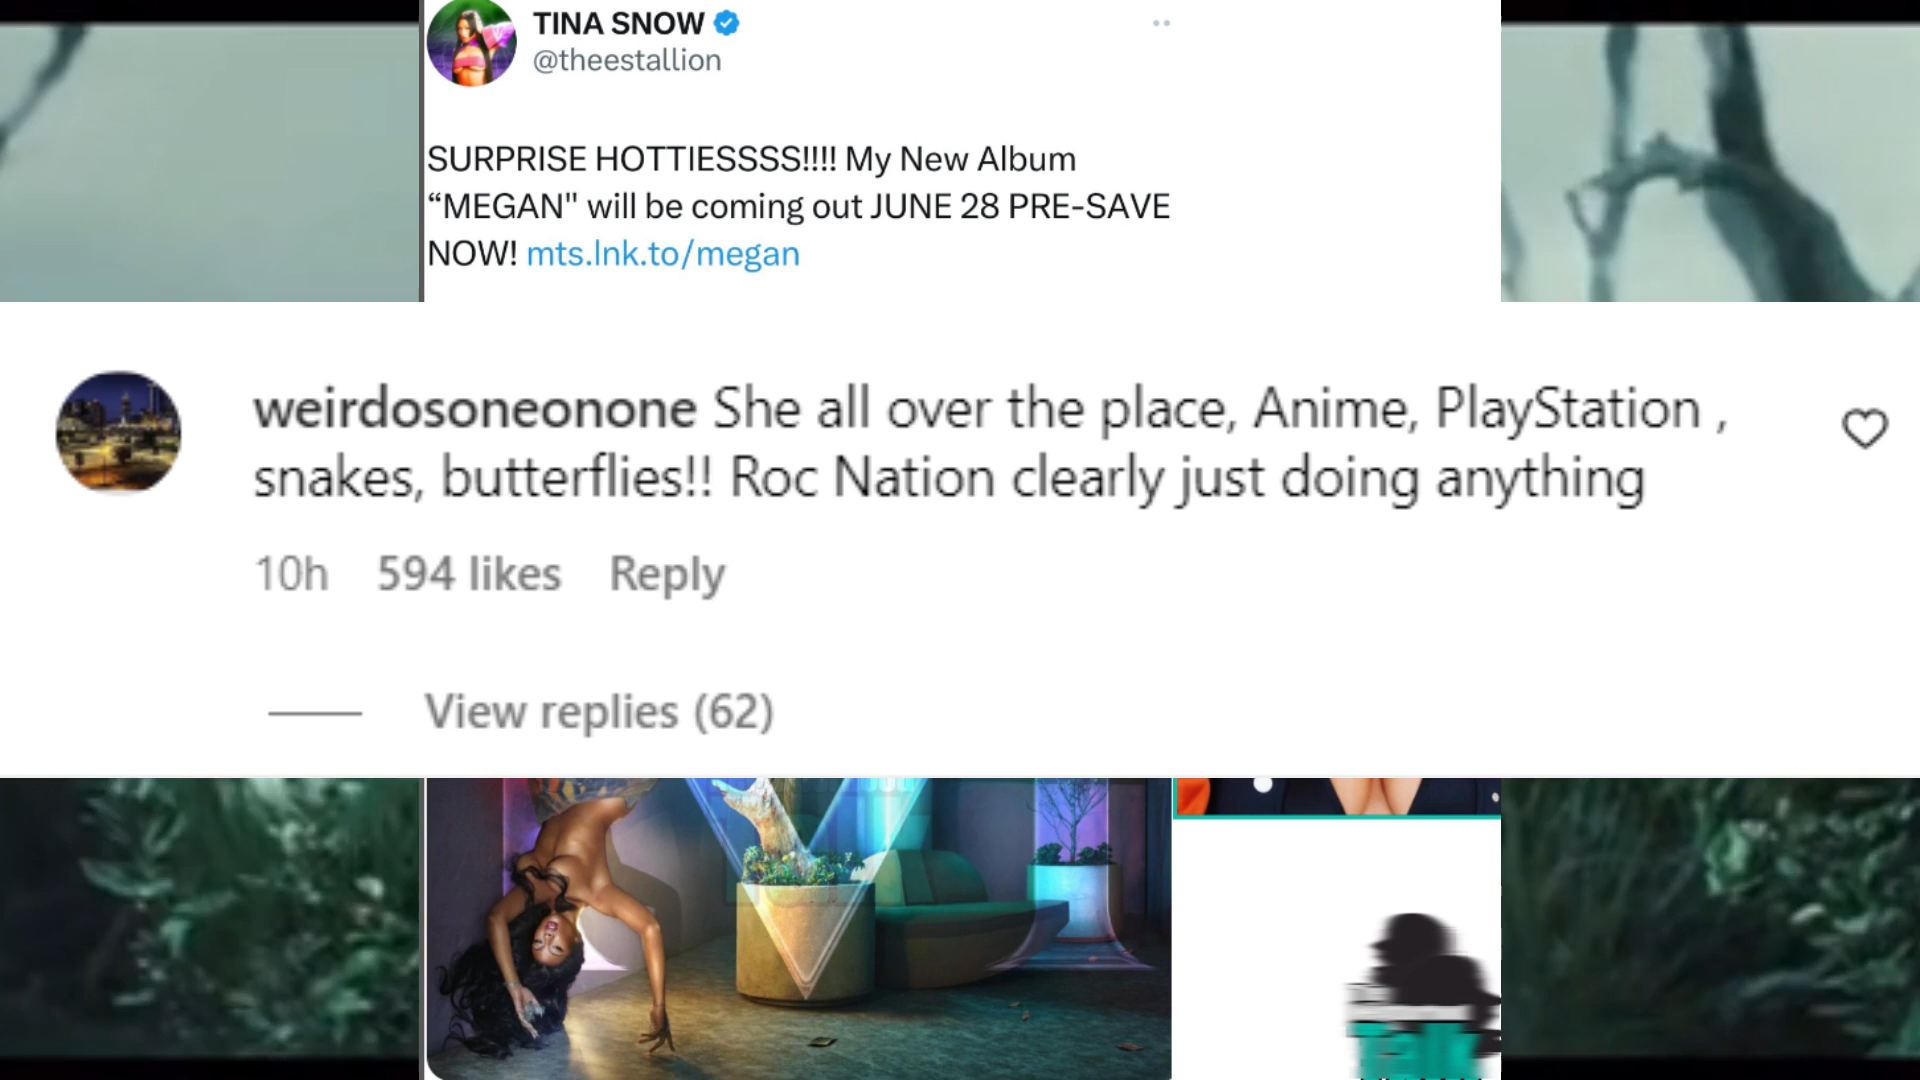 TINA SNOW
@theestallion
SURPRISE HOTTIESSSS!!!! My New Album
“MEGAN" will be coming out JUNE 28 PRE-SAVE
NOW! mts.lnk.to/megan
weirdosoneonone She all over the place, Anime, PlayStation ,
snakes, butterflies!! Roc Nation clearly just doing anything
10h 594 likes Reply
View replies (62)
Talk